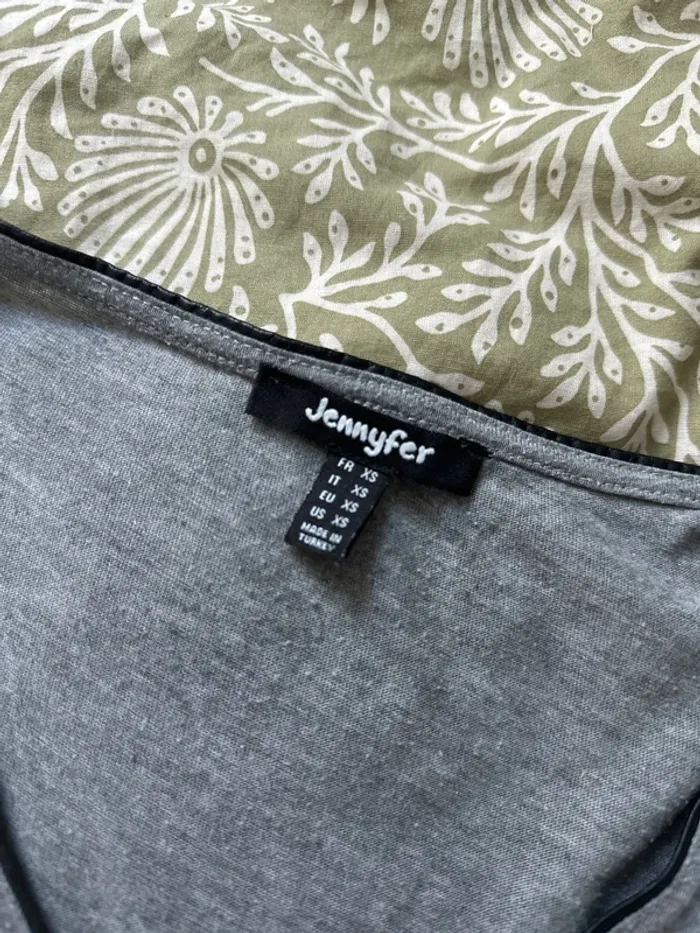 Jennyfer
FR XS
IT XS
EU XS
US XS
MADE IN
TURKEY